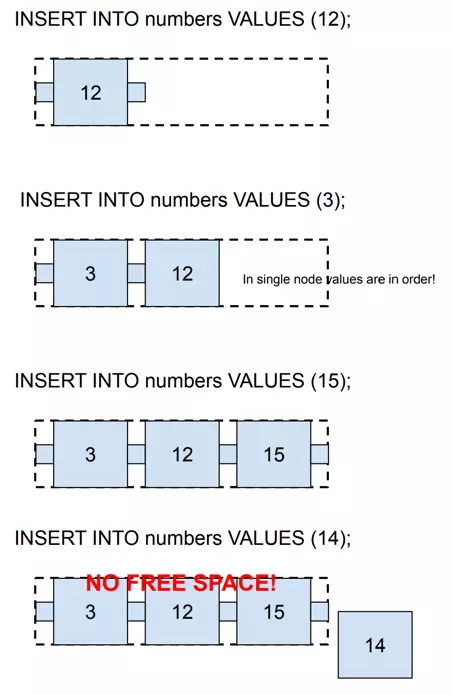 INSERT INTO numbers VALUES (12);
12
INSERT INTO numbers VALUES (3);
3 12 In single node values are in order!
INSERT INTO numbers VALUES (15);
3 12 15
INSERT INTO numbers VALUES (14);
NO FREE SPACE!
3 12 15
14